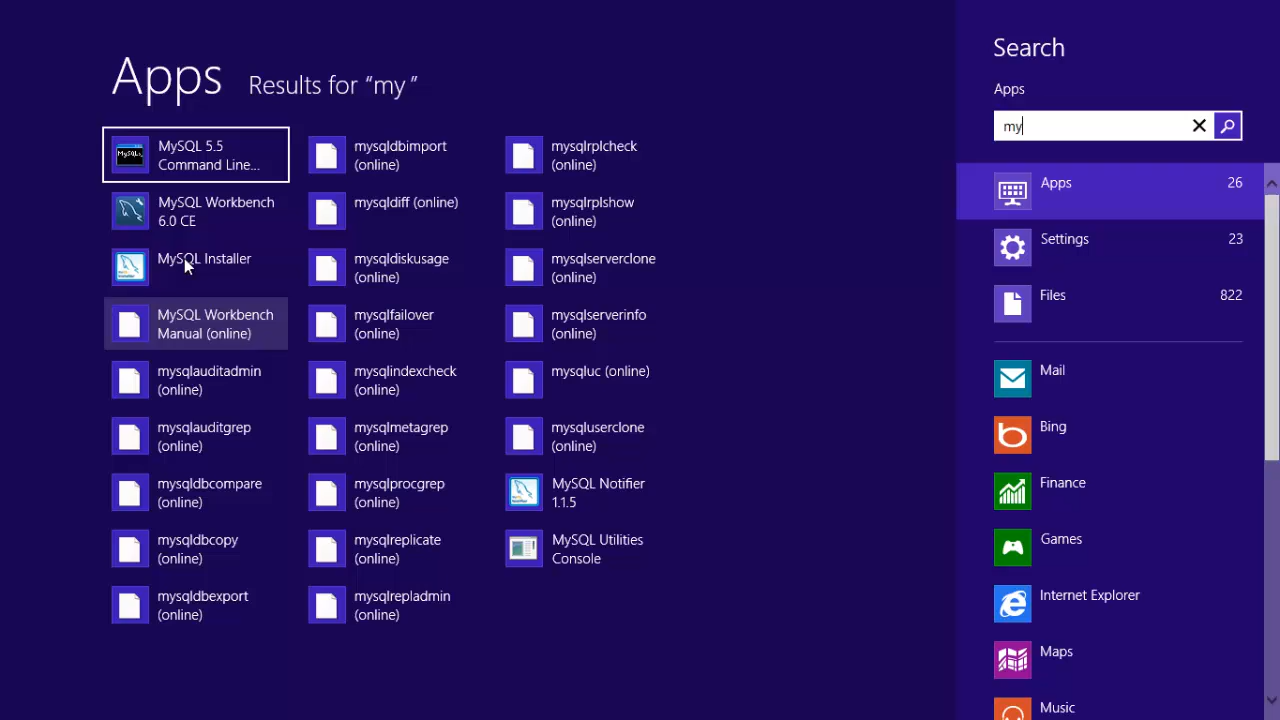 Apps Results for “my ”
MySQL 5.5
Command Line...
MySQL Workbench
6.0 CE
MySQL Installer
MySQL Workbench
Manual (online)
mysqlauditadmin
(online)
mysqlauditgrep
(online)
mysqldbcompare
(online)
mysqldbcopy
(online)
mysqldbexport
(online)
mysqldbimport
(online)
mysqldiff (online)
mysqldiskusage
(online)
mysqlfailover
(online)
mysqlindexcheck
(online)
mysqlmetagrep
(online)
mysqlprocgrep
(online)
mysqlreplicate
(online)
mysqlrepladmin
(online)
mysqlrplcheck
(online)
mysqlrplshow
(online)
mysqlserverclone
(online)
mysqlserverinfo
(online)
mysqluc (online)
mysqluserclone
(online)
MySQL Notifier
1.1.5
MySQL Utilities
Console
Search
Apps
my
Apps 26
Settings 23
Files 822
Mail
Bing
Finance
Games
Internet Explorer
Maps
Music